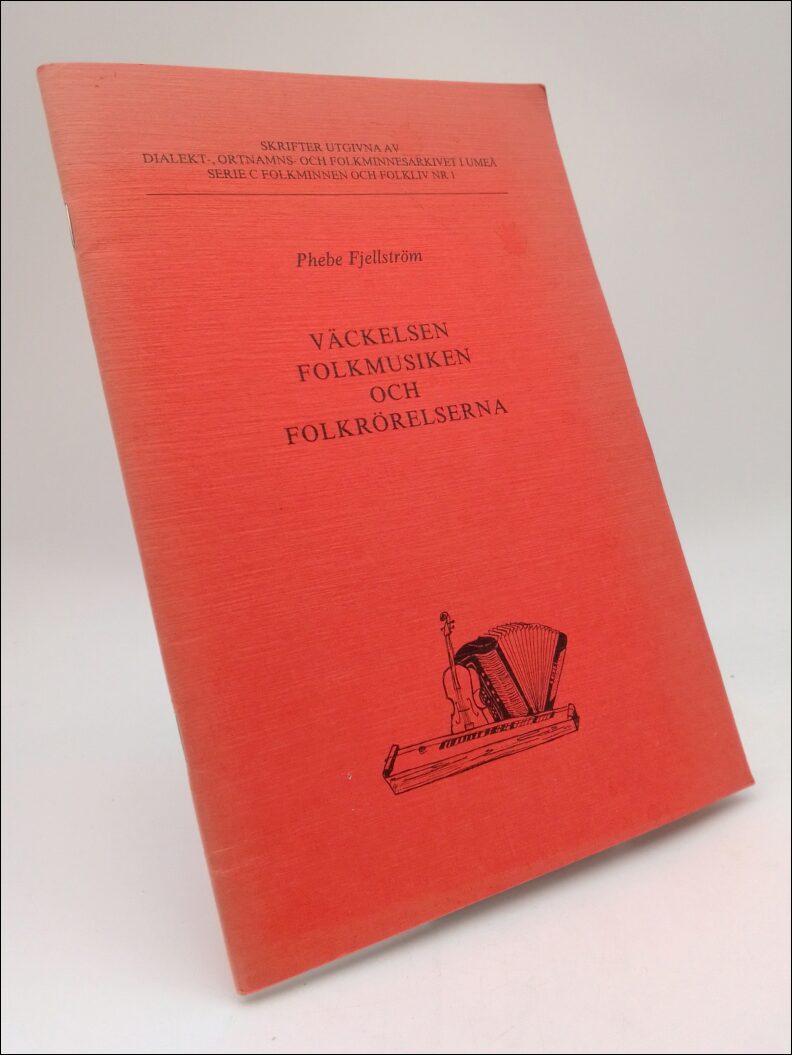 SKRIFTER UTGIVNA AV
DIALEKT-, ORTNAMNS- OCH FOLKMINNESARKIVET I UMEÅ
SERIE C FOLKMINNEN OCH FOLKLIV NR 1
Phebe Fjellström
VÄCKELSEN
FOLKMUSIKEN
OCH
FOLKRÖRELSERNA